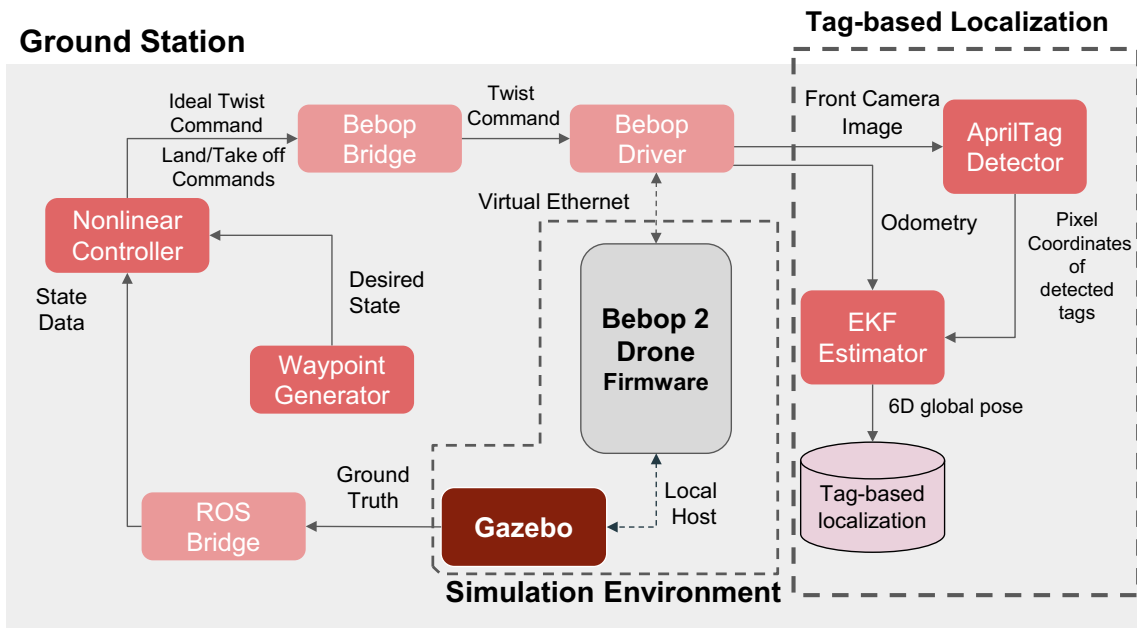 Tag-based Localization
Ground Station
Ideal Twist
Command
Land/Take off
Commands
Bebop
Bridge
Twist
Command
Bebop
Driver
Front Camera
Image
AprilTag
Detector
Nonlinear
Controller
Virtual Ethernet
Odometry
Pixel
Coordinates
of
detected
tags
State
Data
Desired
State
Waypoint
Generator
Bebop 2
Drone
Firmware
EKF
Estimator
6D global pose
Tag-based
localization
ROS
Bridge
Ground
Truth
Gazebo
Local
Host
Simulation Environment